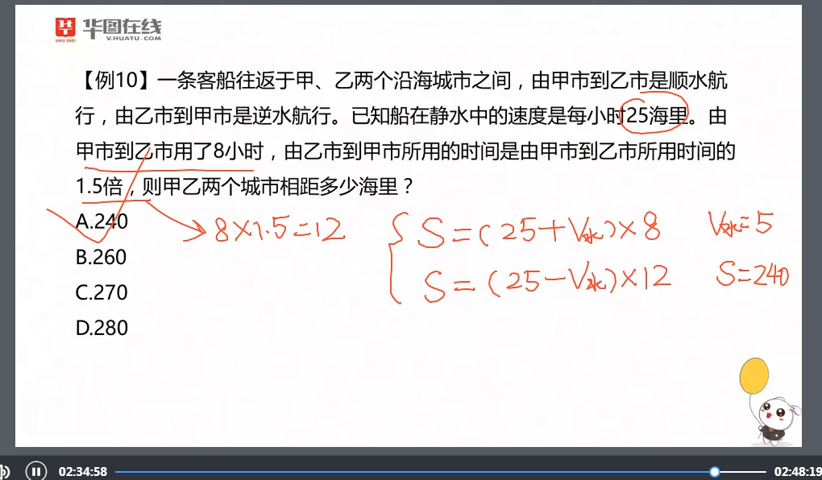 华图在线
V.HUATU.COM
【例10】一条客船往返于甲、乙两个沿海城市之间，由甲市到乙市是顺水航
行，由乙市到甲市是逆水航行。已知船在静水中的速度是每小时25海里。由
甲市到乙市用了8小时，由乙市到甲市所用的时间是由甲市到乙市所用时间的
1.5倍，则甲乙两个城市相距多少海里？
A.240
8×1.5=12
S=(25+V水)×8
V水=5
B.260
S=(25-V水)×12
S=240
C.270
D.280
02:34:58
02:48:19